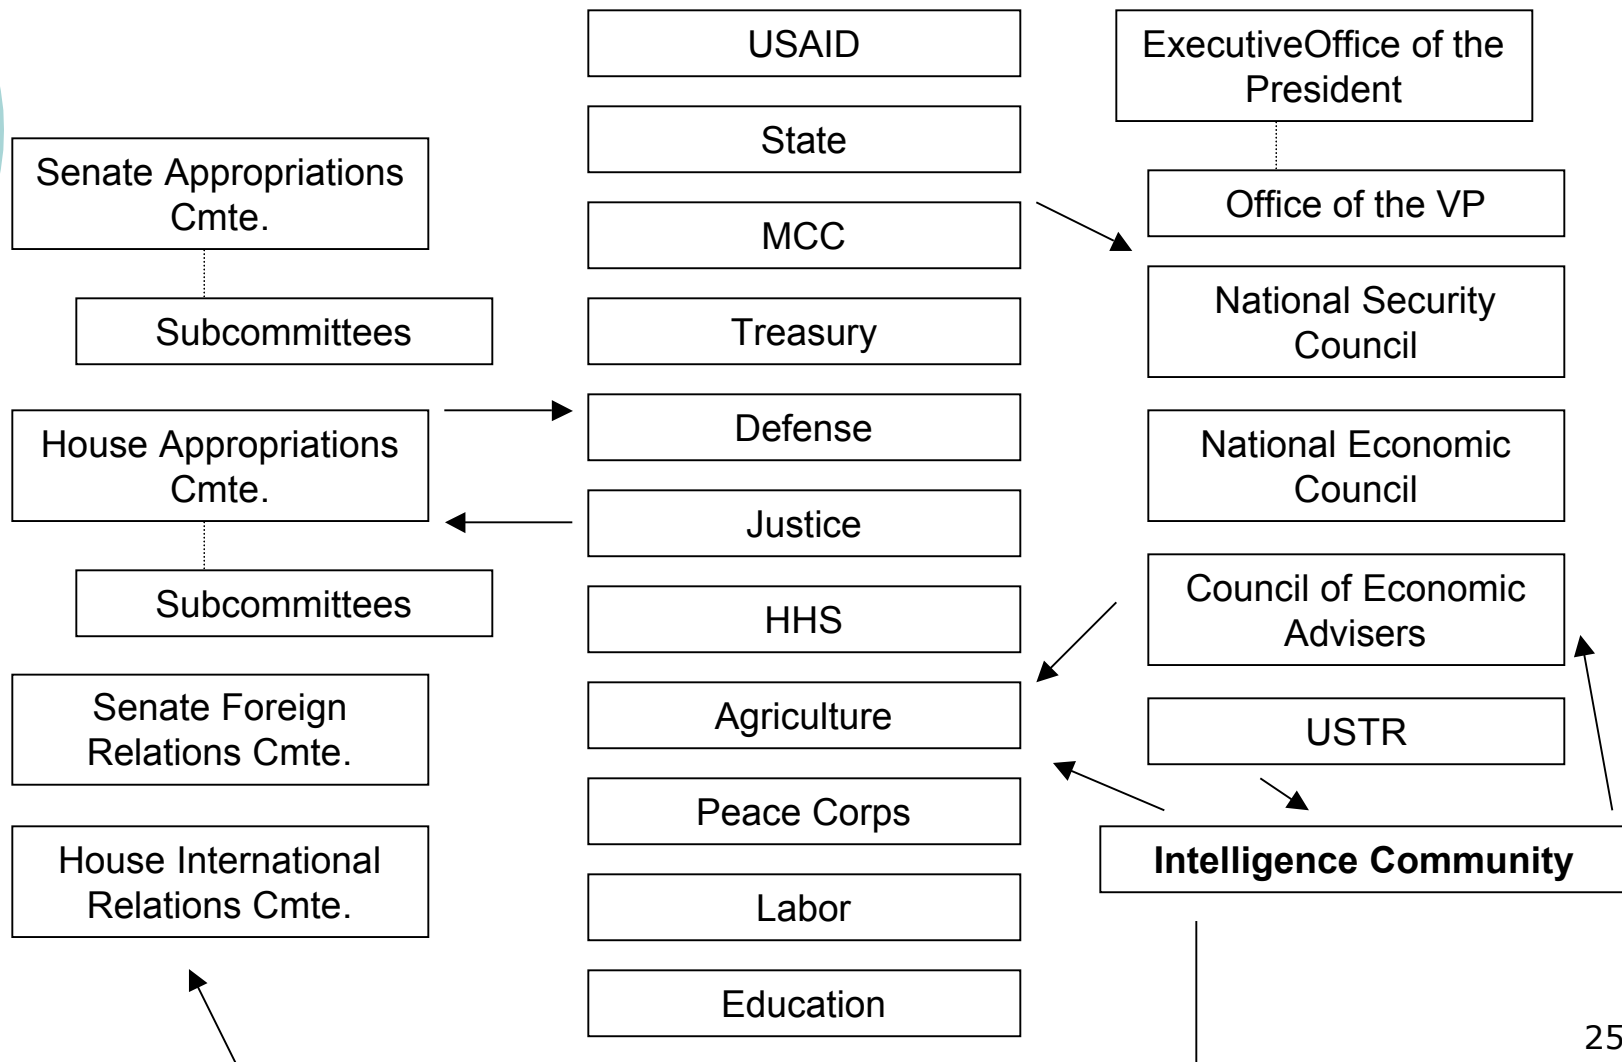 Senate Appropriations
Cmte.
Subcommittees
House Appropriations
Cmte.
Subcommittees
Senate Foreign
Relations Cmte.
House International
Relations Cmte.
USAID
State
MCC
Treasury
Defense
Justice
HHS
Agriculture
Peace Corps
Labor
Education
ExecutiveOffice of the
President
Office of the VP
National Security
Council
National Economic
Council
Council of Economic
Advisers
USTR
Intelligence Community
25